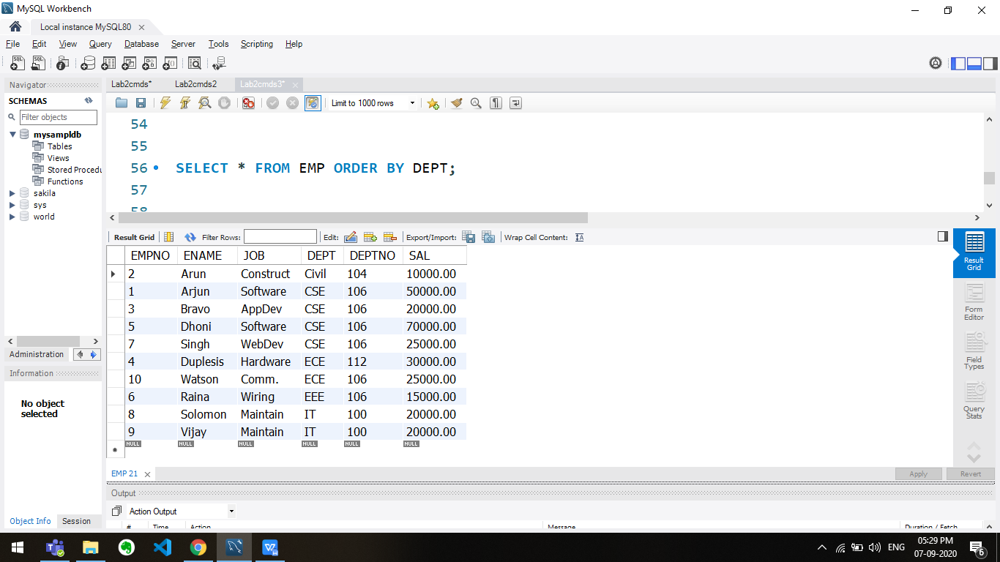 MySQL Workbench
Local instance MySQL80
File Edit View Query Database Server Tools Scripting Help
Navigator
SCHEMAS
Filter objects
mysampldb
Tables
Views
Stored Procedu
Functions
sakila
sys
world
Administration
Information
No object
selected
Object Info Session
Lab2cmds* Lab2cmds2 Lab2cmds3*
Limit to 1000 rows
54
55
56 SELECT * FROM EMP ORDER BY DEPT;
57
58
Result Grid Filter Rows: Edit: Export/Import: Wrap Cell Content:
EMPNO ENAME JOB DEPT DEPTNO SAL
2 Arun Construct Civil 104 10000.00
1 Arjun Software CSE 106 50000.00
3 Bravo AppDev CSE 106 20000.00
5 Dhoni Software CSE 106 70000.00
7 Singh WebDev CSE 106 25000.00
4 Duplesis Hardware ECE 112 30000.00
10 Watson Comm. ECE 106 25000.00
6 Raina Wiring EEE 106 15000.00
8 Solomon Maintain IT 100 20000.00
9 Vijay Maintain IT 100 20000.00
NULL NULL NULL NULL NULL NULL
Result
Grid
Form
Editor
Field
Types
Query
Stats
EMP 21
Apply Revert
Output
Action Output
# Time Action Message Duration / Fetch
ENG
05:29 PM
07-09-2020
6